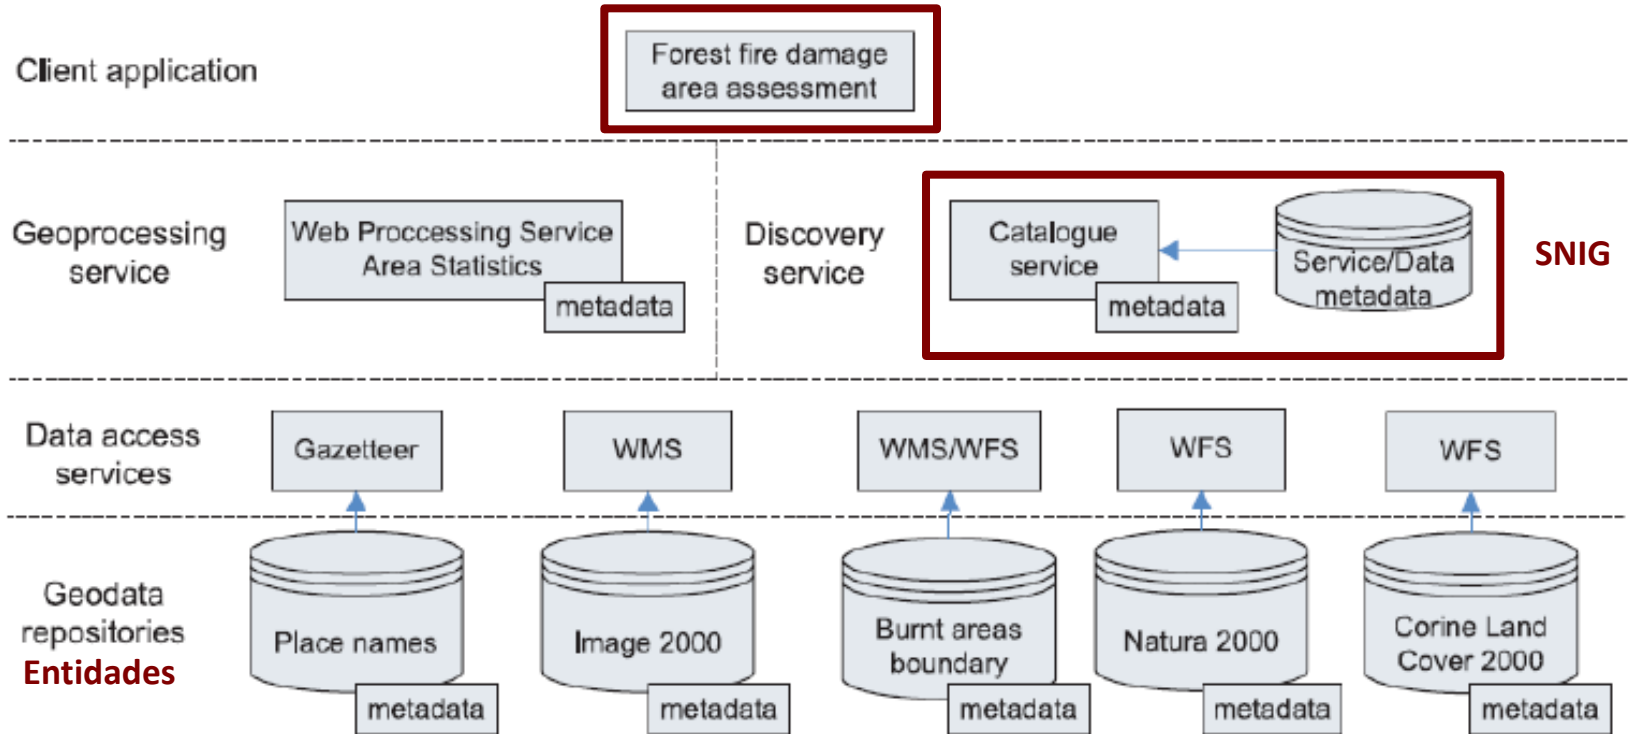 Client application
Forest fire damage
area assessment
Geoprocessing
service
Web Proccessing Service
Area Statistics
metadata
Discovery
service
Catalogue
service
metadata
Service/Data
metadata
SNIG
Data access
services
Gazetteer
WMS
WMS/WFS
WFS
WFS
Geodata
repositories
Entidades
Place names
metadata
Image 2000
metadata
Burnt areas
boundary
metadata
Natura 2000
metadata
Corine Land
Cover 2000
metadata